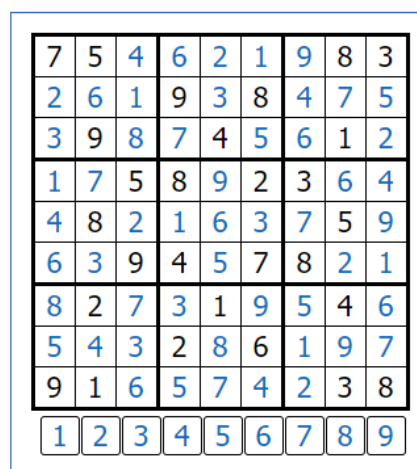 7 5 4 6 2 1 9 8 3
2 6 1 9 3 8 4 7 5
3 9 8 7 4 5 6 1 2
1 7 5 8 9 2 3 6 4
4 8 2 1 6 3 7 5 9
6 3 9 4 5 7 8 2 1
8 2 7 3 1 9 5 4 6
5 4 3 2 8 6 1 9 7
9 1 6 5 7 4 2 3 8
1 2 3 4 5 6 7 8 9